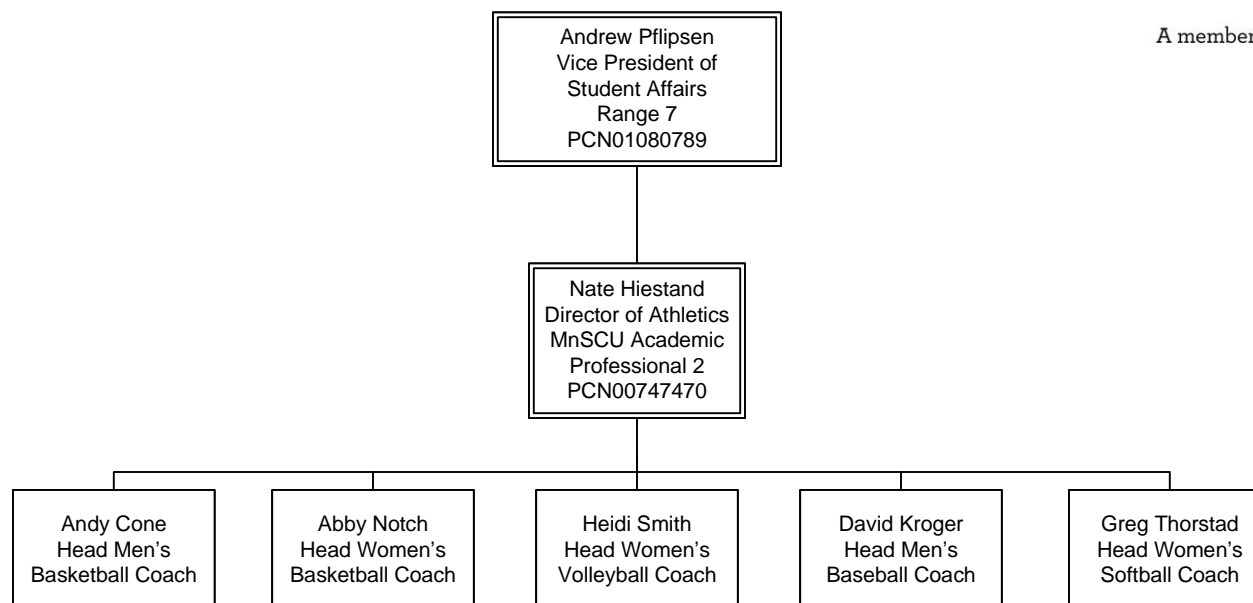 A member
Andrew Pflipsen
Vice President of
Student Affairs
Range 7
PCN01080789
Nate Hiestand
Director of Athletics
MnSCU Academic
Professional 2
PCN00747470
Andy Cone
Head Men's
Basketball Coach
Abby Notch
Head Women's
Basketball Coach
Heidi Smith
Head Women's
Volleyball Coach
David Kroger
Head Men's
Baseball Coach
Greg Thorstad
Head Women's
Softball Coach